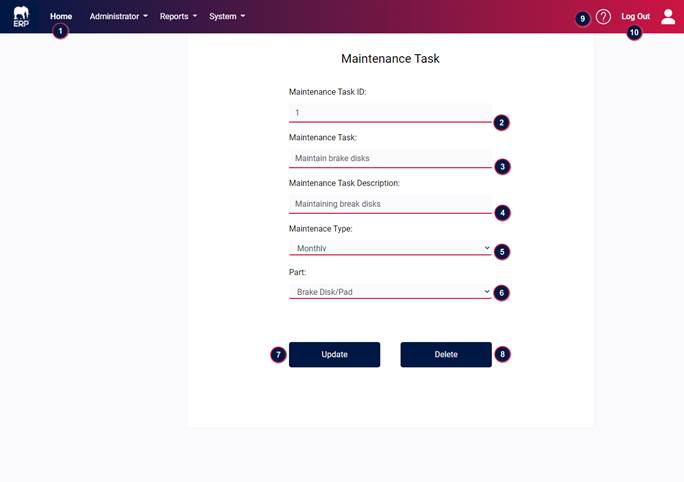 ERP
Home Administrator Reports System 9 ? Log Out
1 10
Maintenance Task
Maintenance Task ID:
1
2
Maintenance Task:
Maintain brake disks
3
Maintenance Task Description:
Maintaining break disks
4
Maintenace Type:
Monthly
5
Part:
Brake Disk/Pad
6
7 Update Delete 8